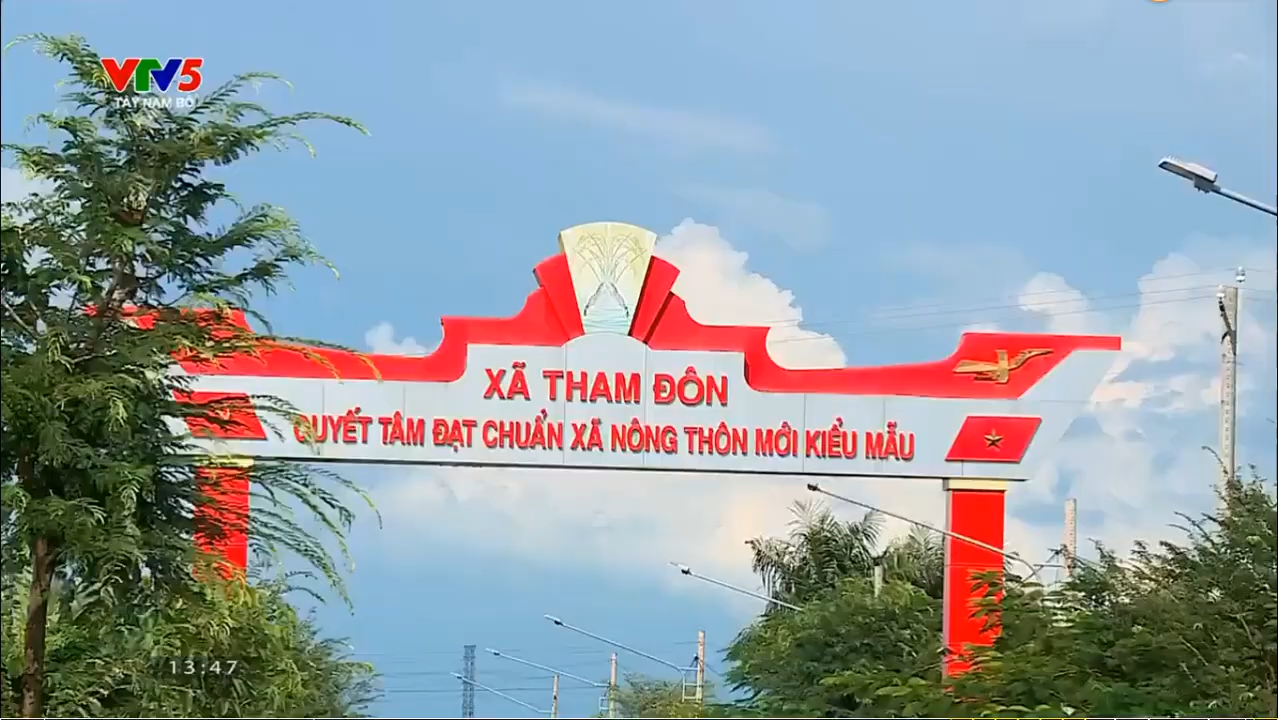 VTV5
TÂY NAM BỘ
XÃ THAM ĐÔN
QUYẾT TÂM ĐẠT CHUẨN XÃ NÔNG THÔN MỚI KIỂU MẪU
13:47